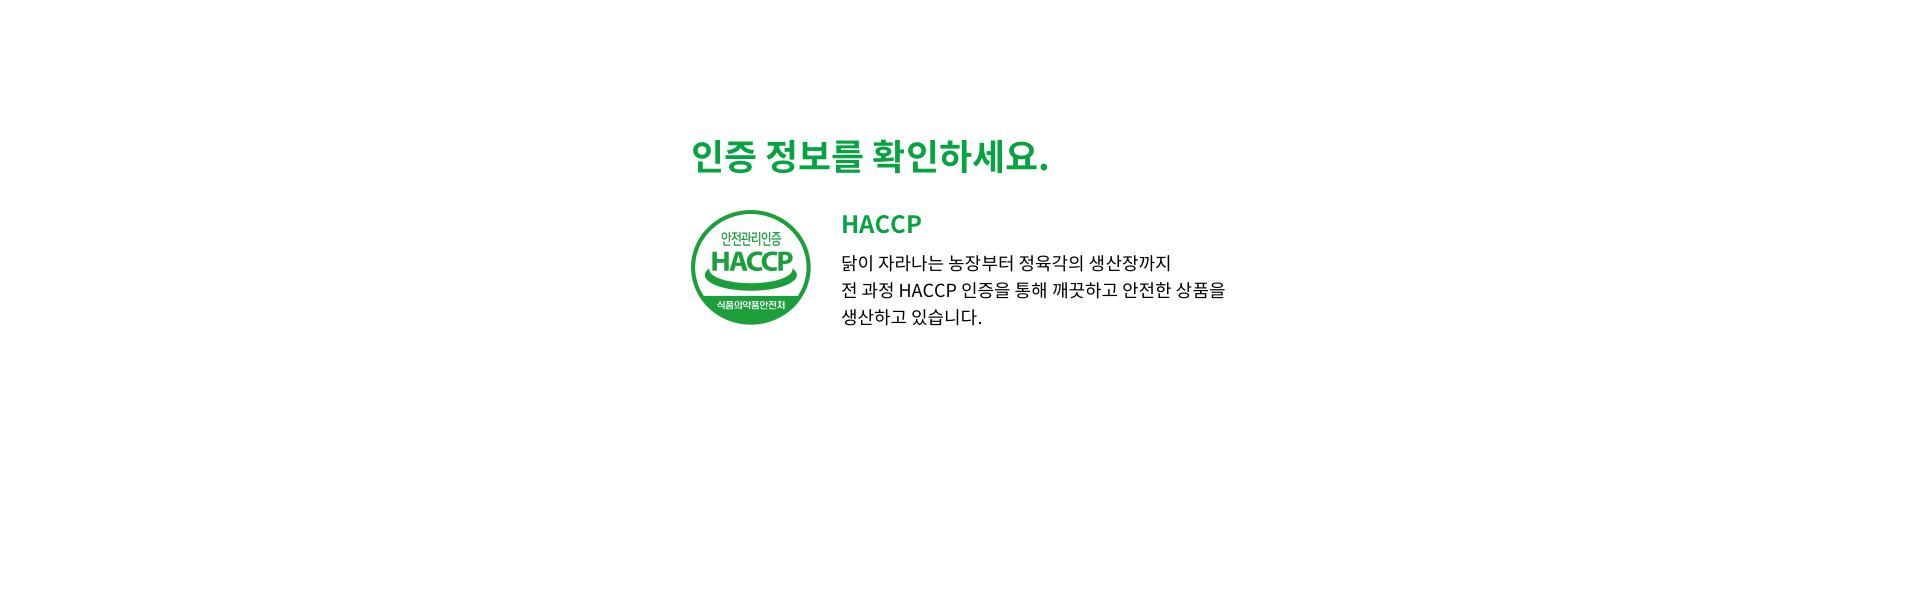 인증 정보를 확인하세요.
안전관리인증
HACCP
식품의약품안전처
HACCP
닭이 자라나는 농장부터 정육각의 생산장까지
전 과정 HACCP 인증을 통해 깨끗하고 안전한 상품을
생산하고 있습니다.